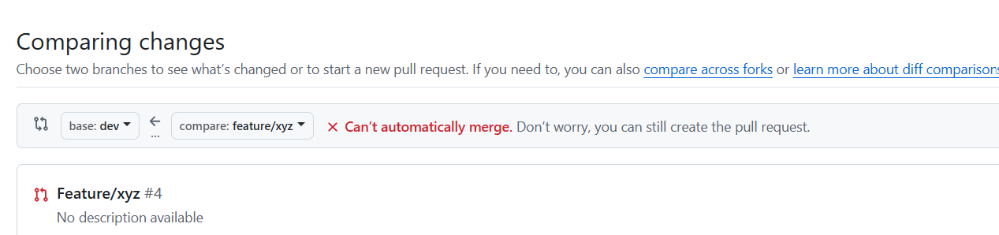 Comparing changes
Choose two branches to see what’s changed or to start a new pull request. If you need to, you can also compare across forks or learn more about diff comparisons
base: dev ... compare: feature/xyz Can’t automatically merge. Don’t worry, you can still create the pull request.
Feature/xyz #4
No description available